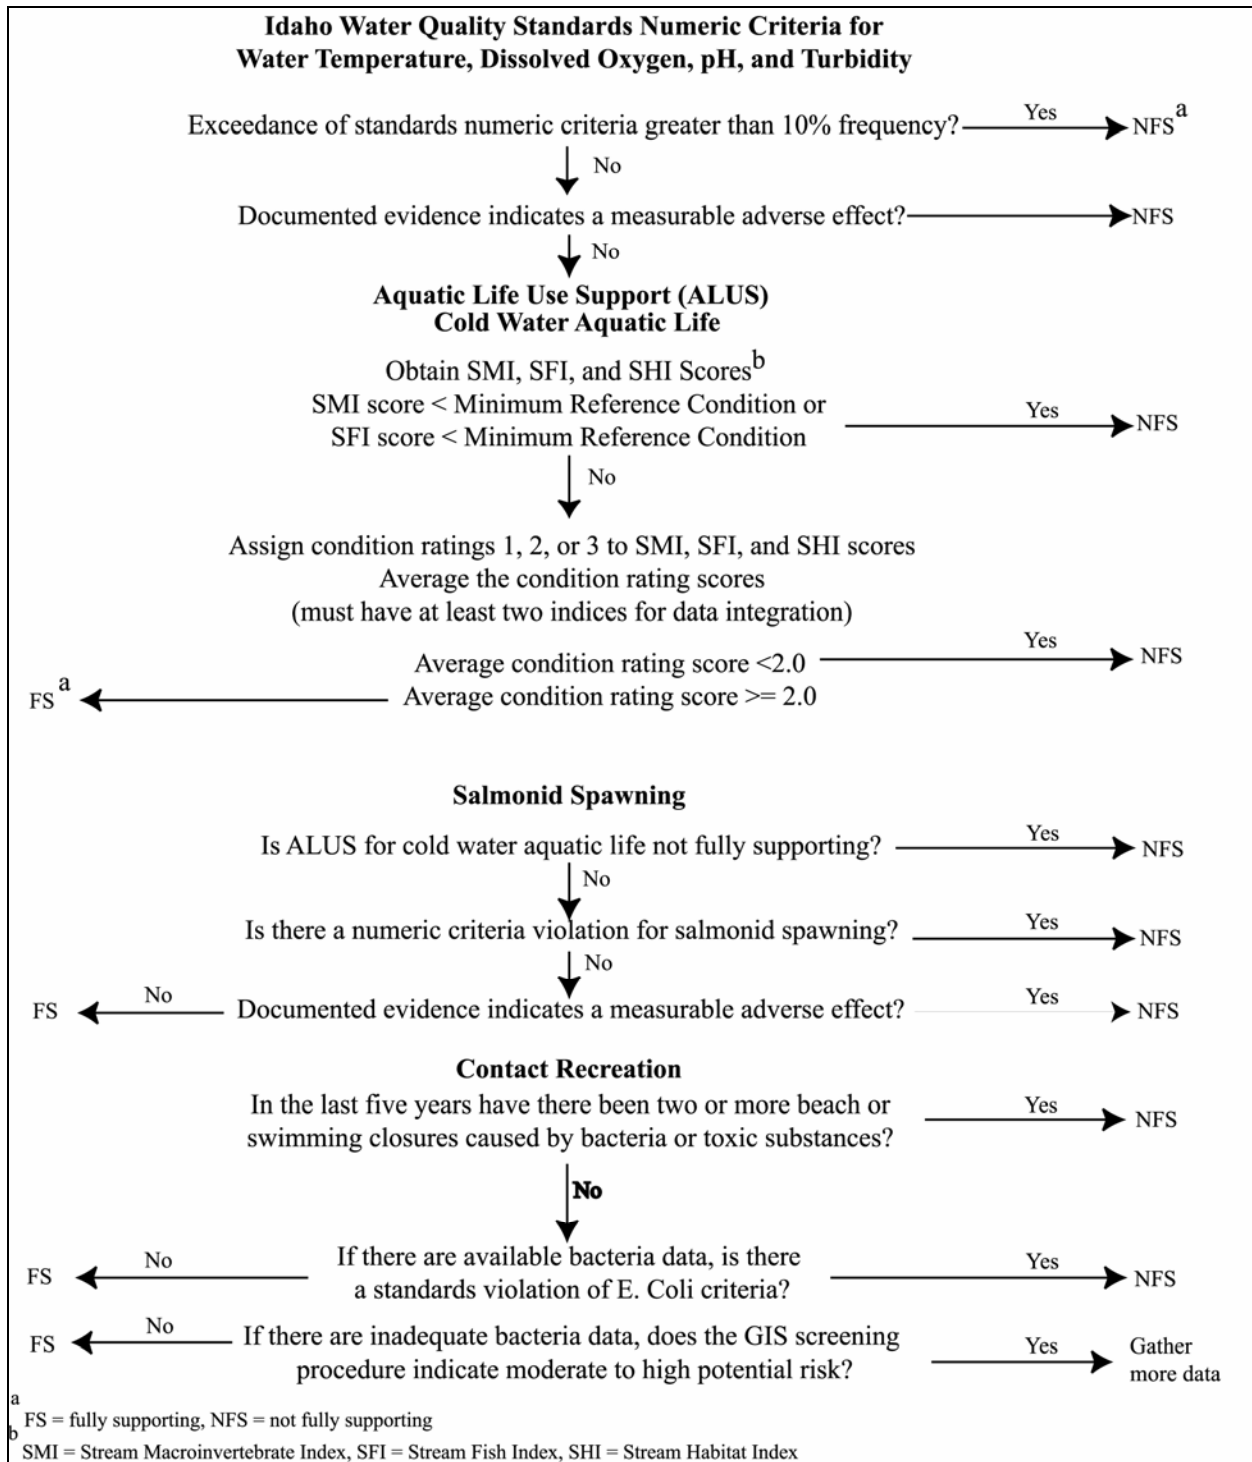 Idaho Water Quality Standards Numeric Criteria for
Water Temperature, Dissolved Oxygen, pH, and Turbidity
Exceedance of standards numeric criteria greater than 10% frequency? Yes NFS a
No
Documented evidence indicates a measurable adverse effect? NFS
No
Aquatic Life Use Support (ALUS)
Cold Water Aquatic Life
Obtain SMI, SFI, and SHI Scores b
SMI score < Minimum Reference Condition or
SFI score < Minimum Reference Condition
Yes NFS
No
Assign condition ratings 1, 2, or 3 to SMI, SFI, and SHI scores
Average the condition rating scores
(must have at least two indices for data integration)
Average condition rating score <2.0 Yes NFS
FS a Average condition rating score >= 2.0
Salmonid Spawning
Is ALUS for cold water aquatic life not fully supporting? Yes NFS
No
Is there a numeric criteria violation for salmonid spawning? Yes NFS
No
FS No Documented evidence indicates a measurable adverse effect? Yes NFS
Contact Recreation
In the last five years have there been two or more beach or
swimming closures caused by bacteria or toxic substances?
Yes NFS
No
FS No If there are available bacteria data, is there
a standards violation of E. Coli criteria? Yes NFS
FS No If there are inadequate bacteria data, does the GIS screening
procedure indicate moderate to high potential risk? Yes Gather
more data
a FS = fully supporting, NFS = not fully supporting
b SMI = Stream Macroinvertebrate Index, SFI = Stream Fish Index, SHI = Stream Habitat Index